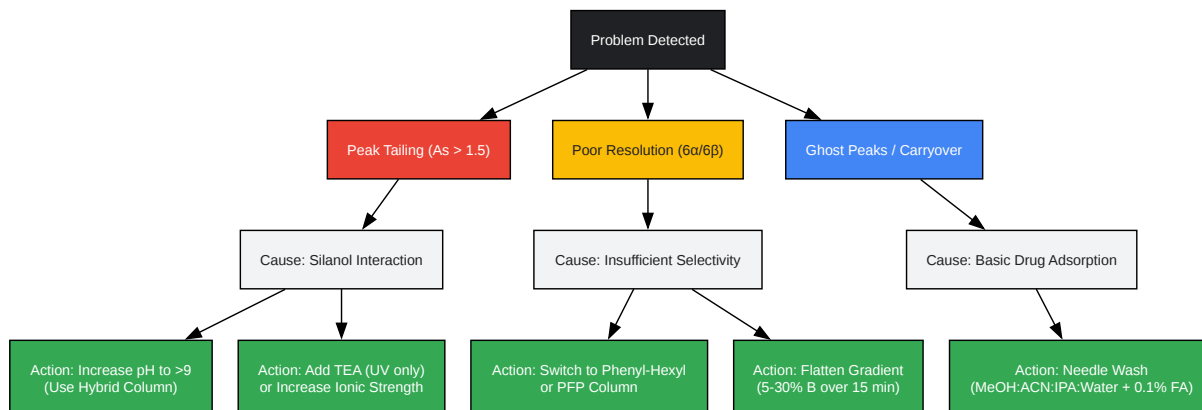 Problem Detected
Peak Tailing (As > 1.5)
Poor Resolution (6α/6β)
Ghost Peaks / Carryover
Cause: Silanol Interaction
Cause: Insufficient Selectivity
Cause: Basic Drug Adsorption
Action: Increase pH to >9
(Use Hybrid Column)
Action: Add TEA (UV only)
or Increase Ionic Strength
Action: Switch to Phenyl-Hexyl
or PFP Column
Action: Flatten Gradient
(5-30% B over 15 min)
Action: Needle Wash
(MeOH:ACN:IPA:Water + 0.1% FA)